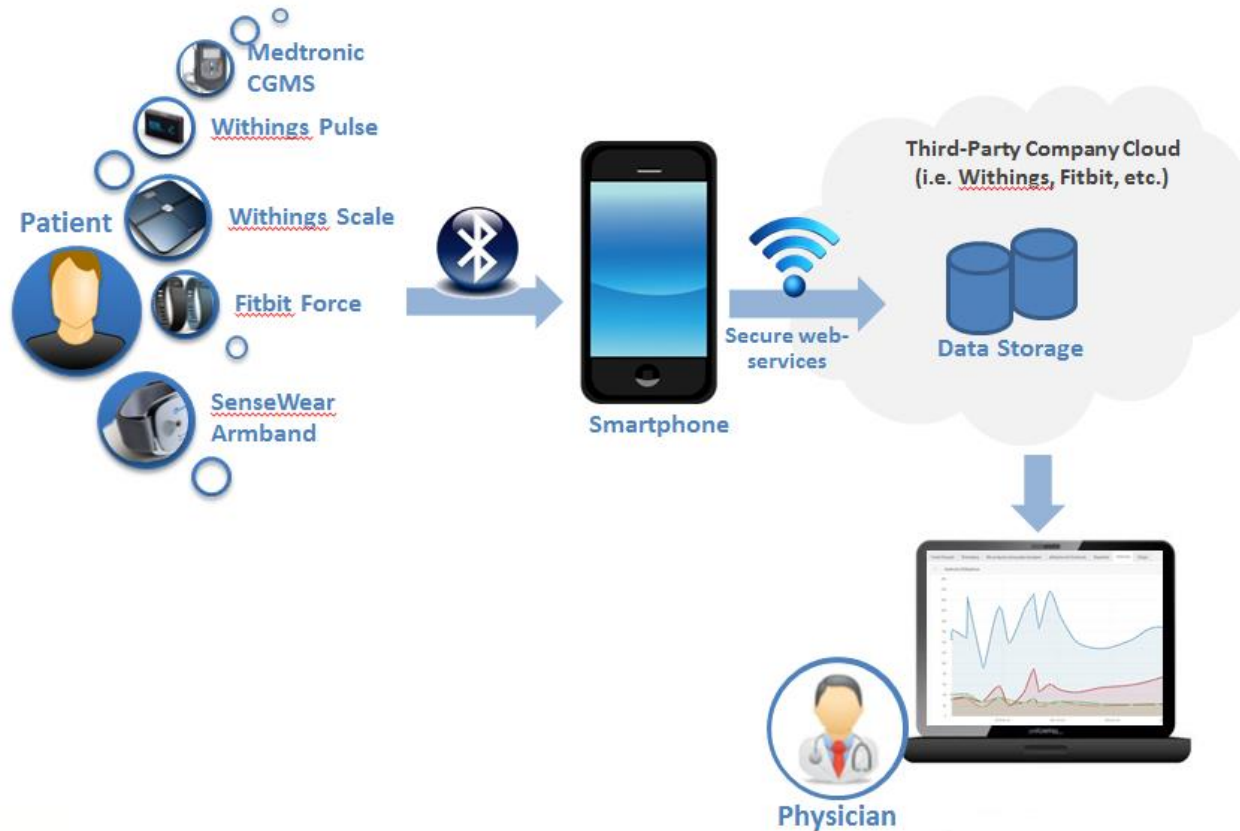 Medtronic
CGMS
Withings Pulse
Withings Scale
Patient
Fitbit Force
SenseWear
Armband
Smartphone
Secure web-
services
Third-Party Company Cloud
(i.e. Withings, Fitbit, etc.)
Data Storage
Physician